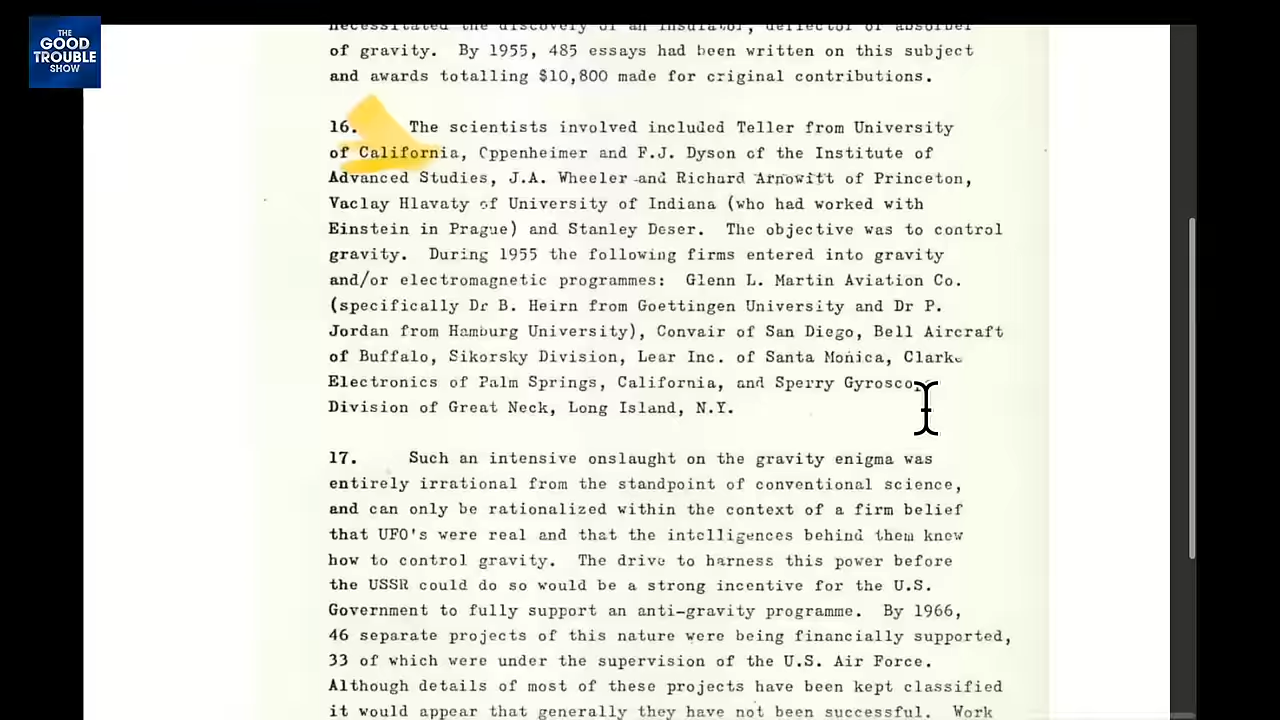 THE
GOOD
TROUBLE
SHOW
necessitated the discovery of an insulator, deflector or absorber
of gravity. By 1955, 485 essays had been written on this subject
and awards totalling $10,800 made for original contributions.
16. The scientists involved included Teller from University
of California, Oppenheimer and F.J. Dyson of the Institute of
Advanced Studies, J.A. Wheeler and Richard Arnowitt of Princeton,
Vaclay Hlavaty of University of Indiana (who had worked with
Einstein in Prague) and Stanley Deser. The objective was to control
gravity. During 1955 the following firms entered into gravity
and/or electromagnetic programmes: Glenn L. Martin Aviation Co.
(specifically Dr B. Heirn from Goettingen University and Dr P.
Jordan from Hamburg University), Convair of San Diego, Bell Aircraft
of Buffalo, Sikorsky Division, Lear Inc. of Santa Monica, Clarke
Electronics of Palm Springs, California, and Sperry Gyroscope
Division of Great Neck, Long Island, N.Y.
17. Such an intensive onslaught on the gravity enigma was
entirely irrational from the standpoint of conventional science,
and can only be rationalized within the context of a firm belief
that UFO's were real and that the intelligences behind them knew
how to control gravity. The drive to harness this power before
the USSR could do so would be a strong incentive for the U.S.
Government to fully support an anti-gravity programme. By 1966,
46 separate projects of this nature were being financially supported,
33 of which were under the supervision of the U.S. Air Force.
Although details of most of these projects have been kept classified
it would appear that generally they have not been successful. Work